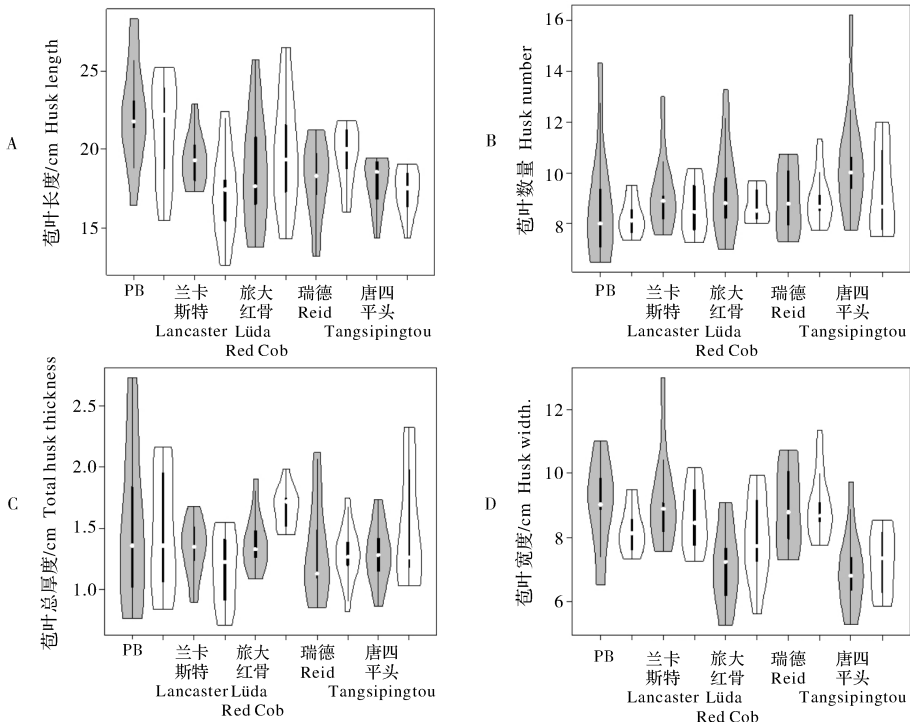 A
苞叶长度/cm Husk length
25
20
15
PB
兰卡
斯特
Lancaster
旅大
红骨
Lüda
Red Cob
瑞德
Reid
唐四
平头
Tangsipingtou
B
苞叶数量 Husk number
16
14
12
10
8
PB
兰卡
斯特
Lancaster
旅大
红骨
Lüda
Red Cob
瑞德
Reid
唐四
平头
Tangsipingtou
C
苞叶总厚度/cm Total husk thickness
2.5
2.0
1.5
1.0
PB
兰卡
斯特
Lancaster
旅大
红骨
Lüda
Red Cob
瑞德
Reid
唐四
平头
Tangsipingtou
D
苞叶宽度/cm Husk width.
12
10
8
6
PB
兰卡
斯特
Lancaster
旅大
红骨
Lüda
Red Cob
瑞德
Reid
唐四
平头
Tangsipingtou